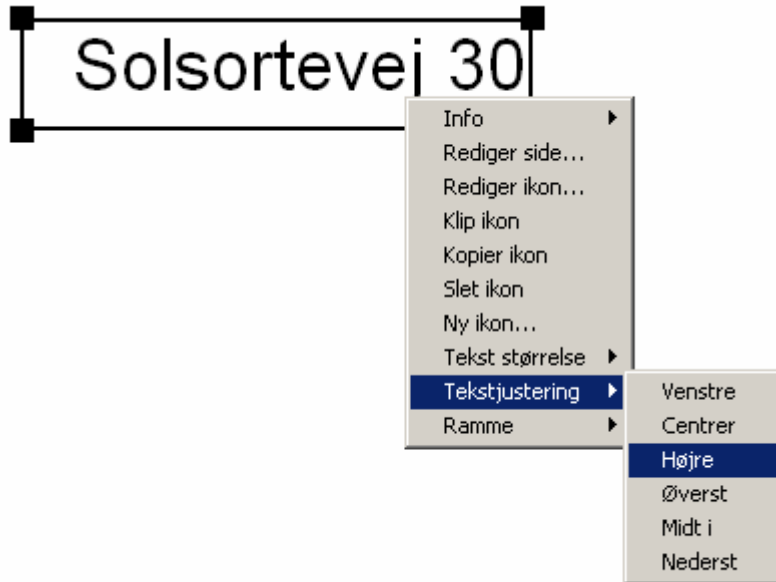 Solsortevej 30
Info
Rediger side...
Rediger ikon...
Klip ikon
Kopier ikon
Slet ikon
Ny ikon...
Tekst størrelse
Tekstjustering
Ramme
Venstre
Centrer
Højre
Øverst
Midt i
Nederst